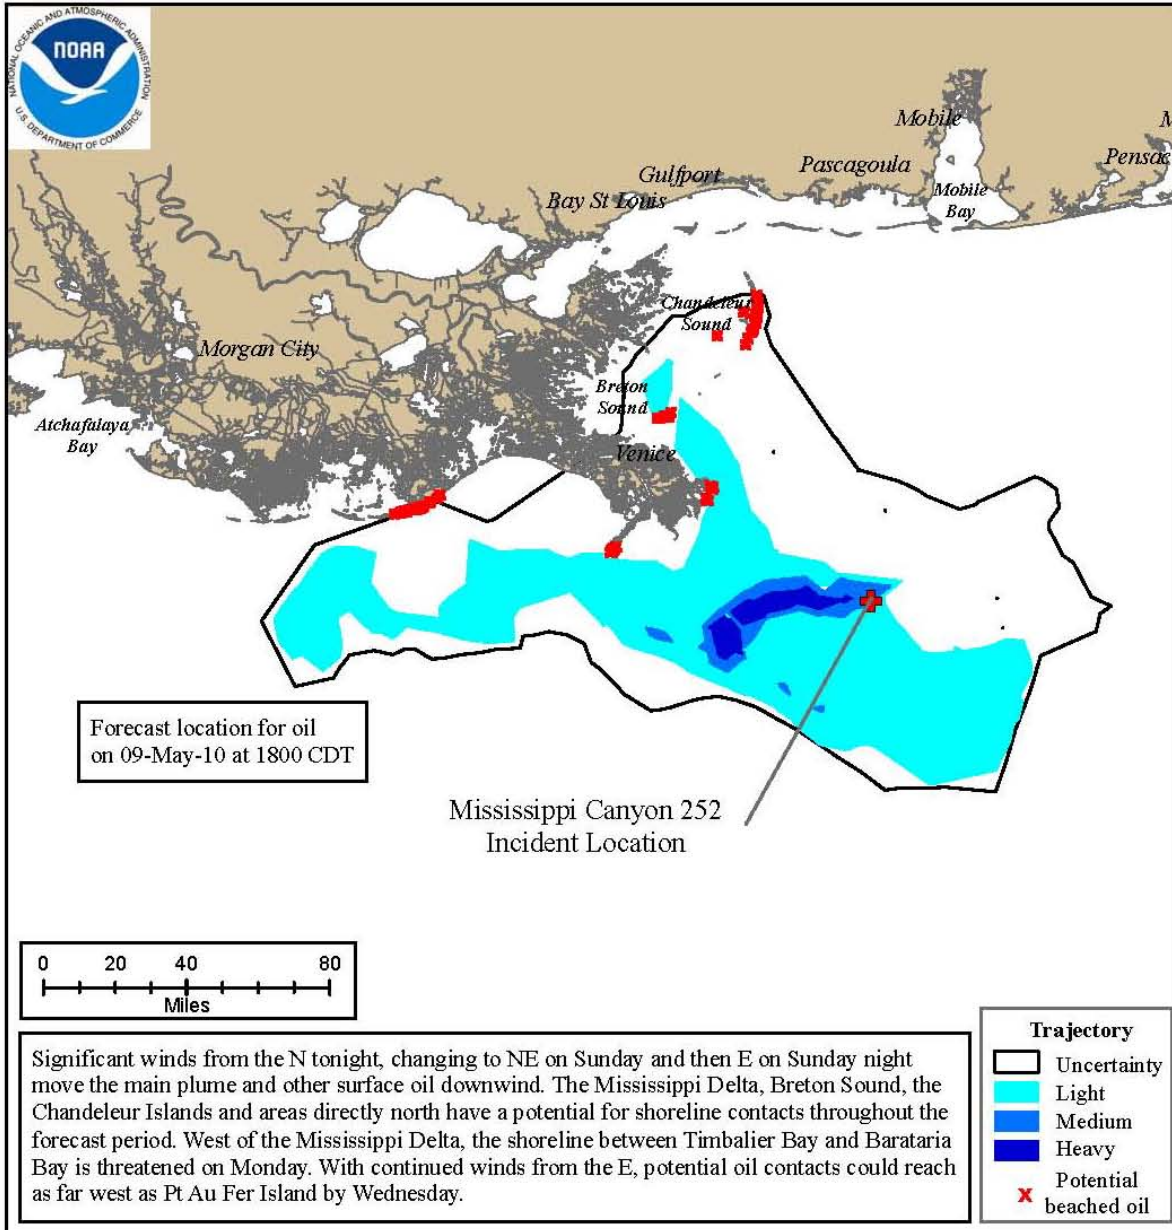 NATIONAL OCEANIC AND ATMOSPHERIC ADMINISTRATION
NOAA
U.S. DEPARTMENT OF COMMERCE
Mobile
M
Pascagoula
Pensac
Gulfport
Bay St Louis
Mobile
Bay
Chandeleur
Sound
Morgan City
Breton
Sound
Atchafalaya
Bay
Venice
Forecast location for oil
on 09-May-10 at 1800 CDT
Mississippi Canyon 252
Incident Location
0 20 40 80
Miles
Significant winds from the N tonight, changing to NE on Sunday and then E on Sunday night
move the main plume and other surface oil downwind. The Mississippi Delta, Breton Sound, the
Chandeleur Islands and areas directly north have a potential for shoreline contacts throughout the
forecast period. West of the Mississippi Delta, the shoreline between Timbalier Bay and Barataria
Bay is threatened on Monday. With continued winds from the E, potential oil contacts could reach
as far west as Pt Au Fer Island by Wednesday.
Trajectory
Uncertainty
Light
Medium
Heavy
x Potential
beached oil